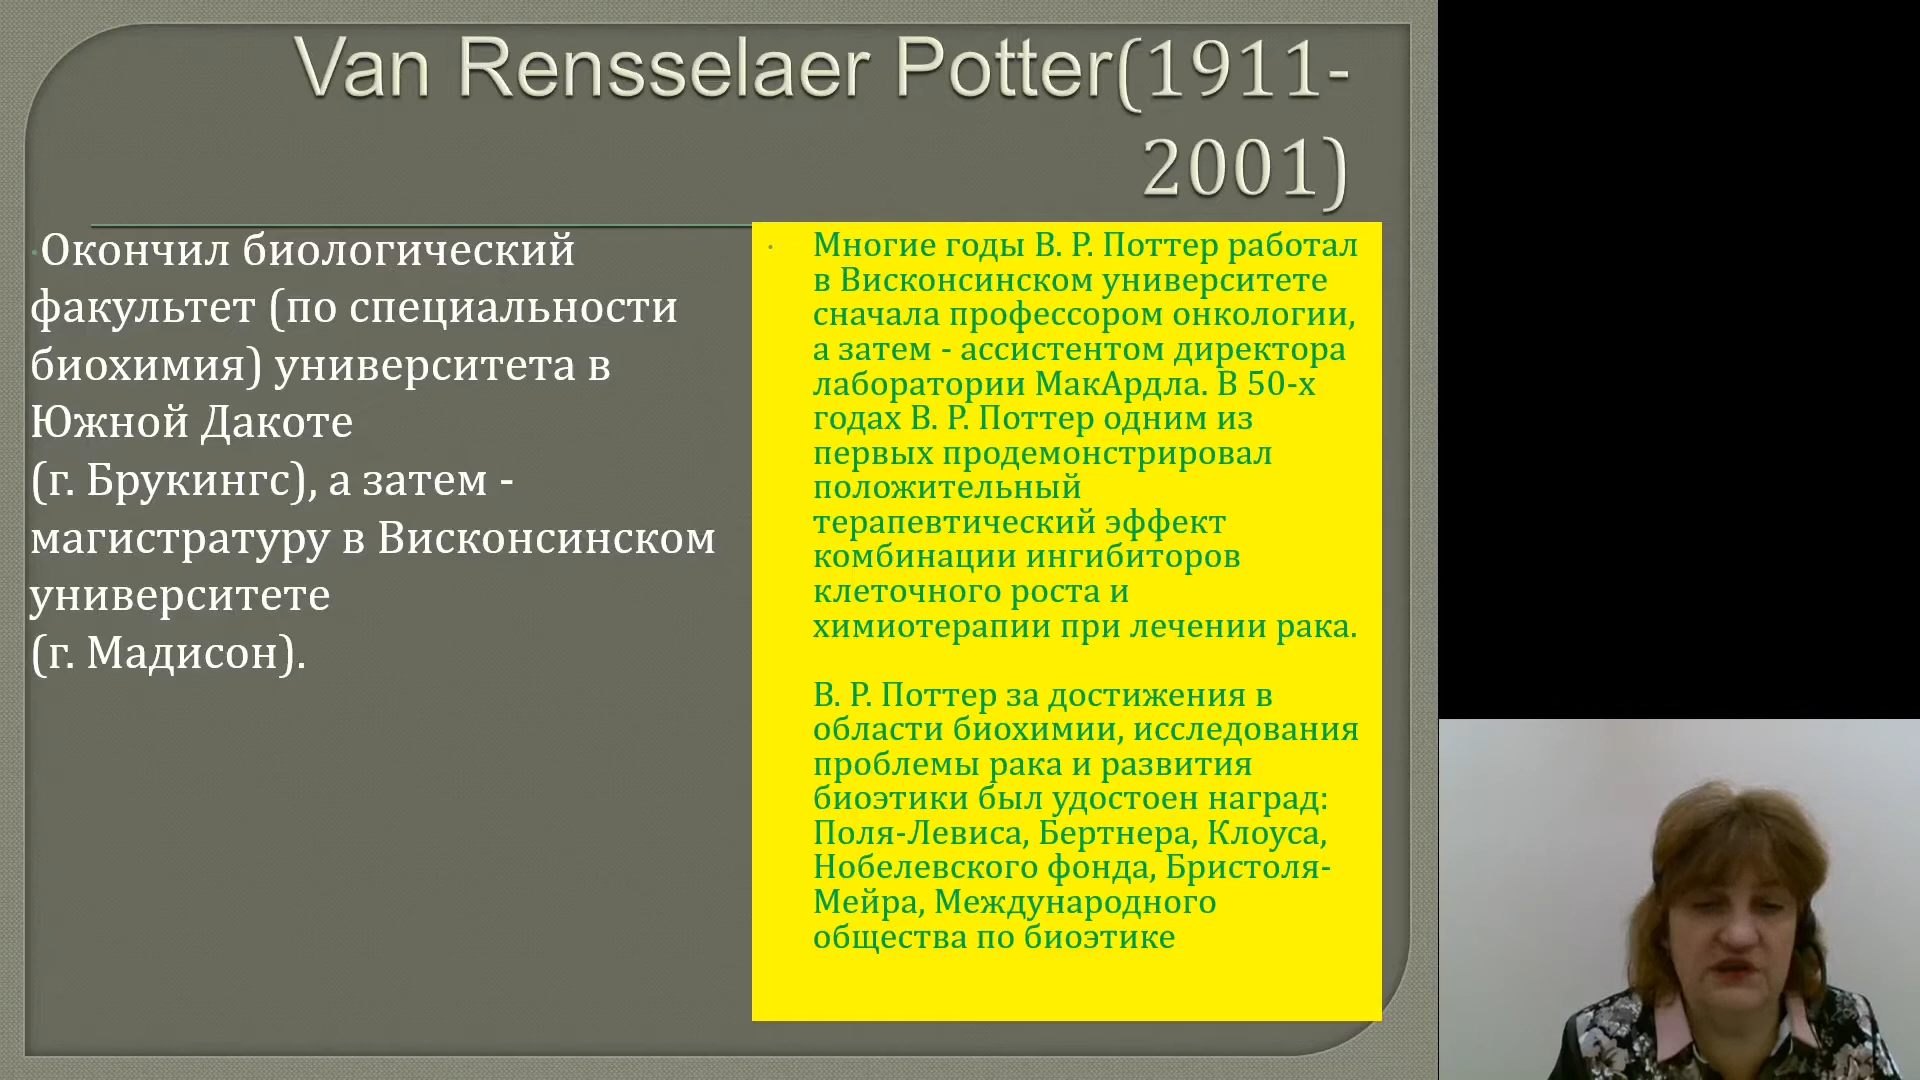 Van Rensselaer Potter(1911-
2001)
Окончил биологический
факультет (по специальности
биохимия) университета в
Южной Дакоте
(г. Брукингс), а затем -
магистратуру в Висконсинском
университете
(г. Мадисон).
Многие годы В. Р. Поттер работал
в Висконсинском университете
сначала профессором онкологии,
а затем - ассистентом директора
лаборатории МакАрдла. В 50-х
годах В. Р. Поттер одним из
первых продемонстрировал
положительный
терапевтический эффект
комбинации ингибиторов
клеточного роста и
химиотерапии при лечении рака.
В. Р. Поттер за достижения в
области биохимии, исследования
проблемы рака и развития
биоэтики был удостоен наград:
Поля-Левиса, Бертнера, Клоуса,
Нобелевского фонда, Бристоля-
Мейра, Международного
общества по биоэтике